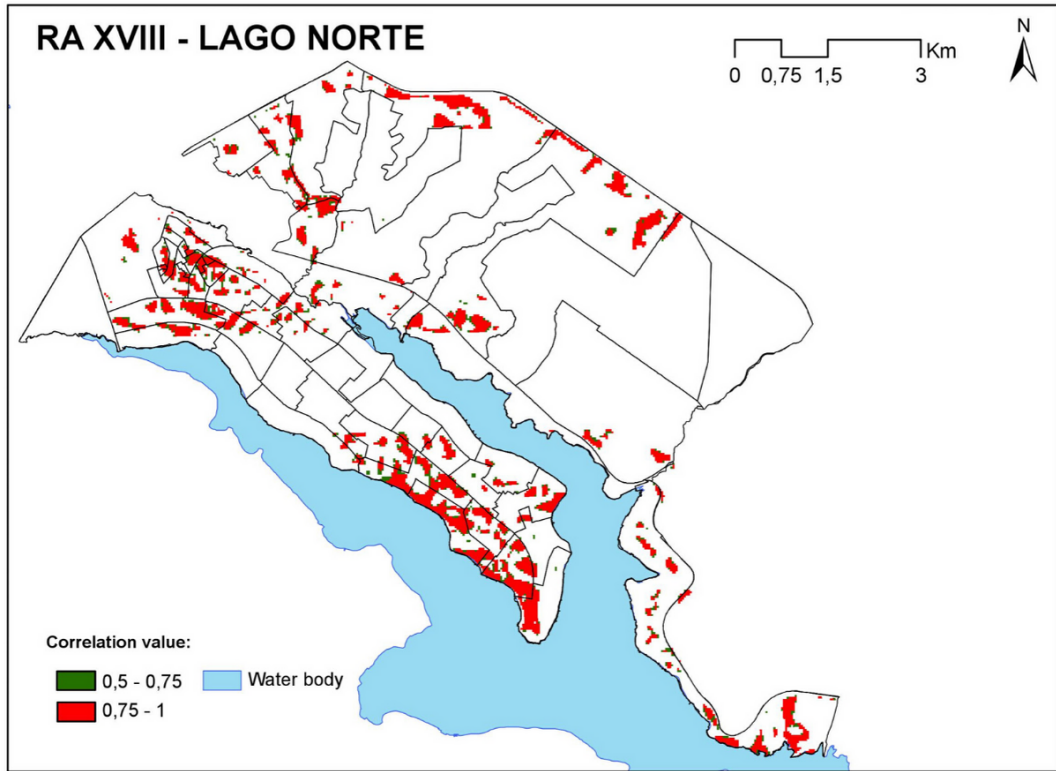 RA XVIII - LAGO NORTE
Km
0 0,75 1,5 3
N
Correlation value:
0,5 - 0,75
Water body
0,75 - 1